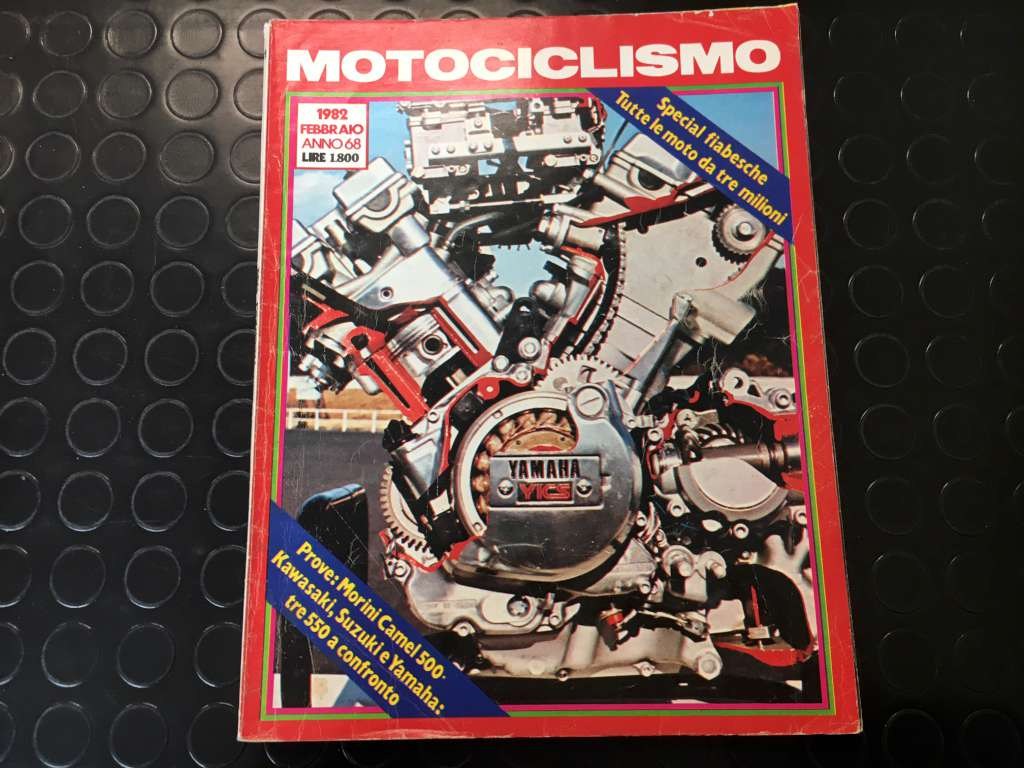 MOTOCICLISMO
1982
FEBBRAIO
ANNO 68
LIRE 1.800
Special fiabesche
Tutte le moto da tre milioni
YAMAHA
YICS
Prove: Morini Camel 500-
Kawasaki, Suzuki e Yamaha:
tre 550 a confronto